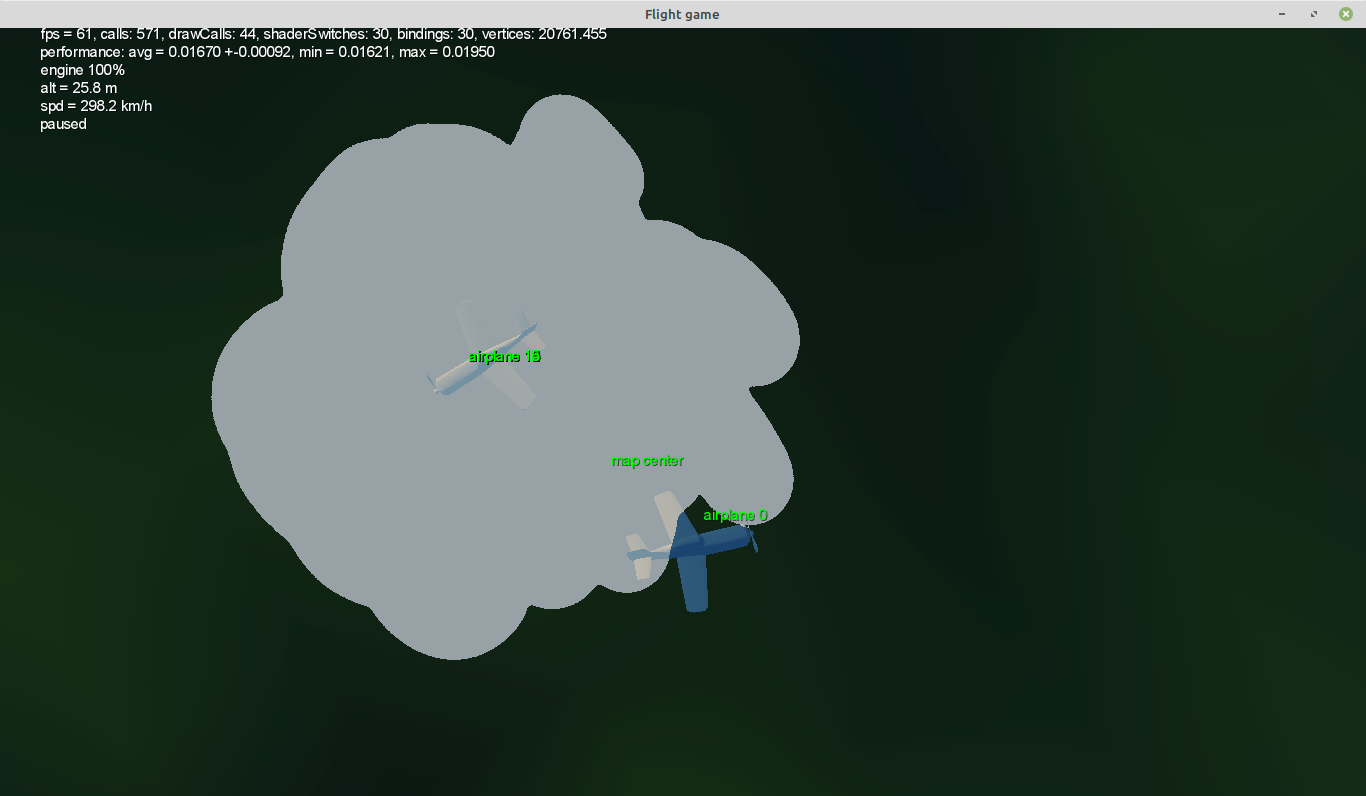 Flight game
fps = 61, calls: 571, drawCalls: 44, shaderSwitches: 30, bindings: 30, vertices: 20761.455
performance: avg = 0.01670 +-0.00092, min = 0.01621, max = 0.01950
engine 100%
alt = 25.8 m
spd = 298.2 km/h
paused
airplane
map center
airplane 0